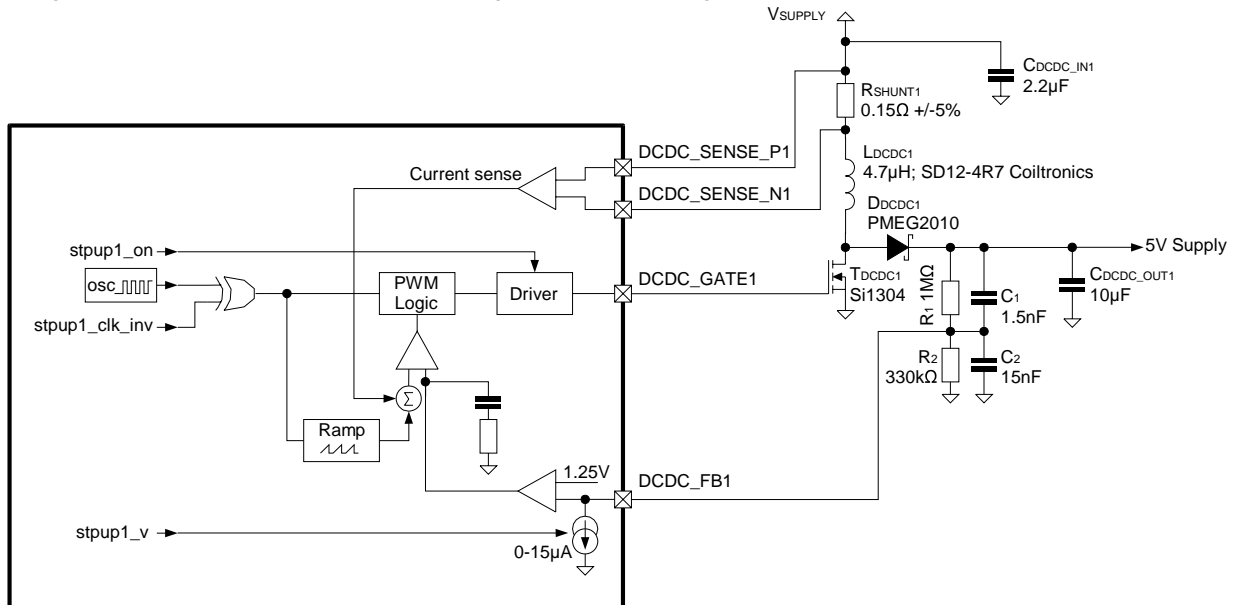 VSUPPLY
CDCDC_IN1
2.2µF
RSHUNT1
0.15Ω +/-5%
DCDC_SENSE_P1
Current sense
LDCDC1
4.7µH; SD12-4R7 Coiltronics
DCDC_SENSE_N1
DDCDC1
PMEG2010
stpup1_on
5V Supply
osc_
PWM
Logic
Driver
DCDC_GATE1
TDCDC1
Si1304
R1 1MΩ
C1
1.5nF
CDCDC_OUT1
10µF
stpup1_clk_inv
R2
330kΩ
C2
15nF
Σ
Ramp
1.25V
DCDC_FB1
stpup1_v
0-15µA